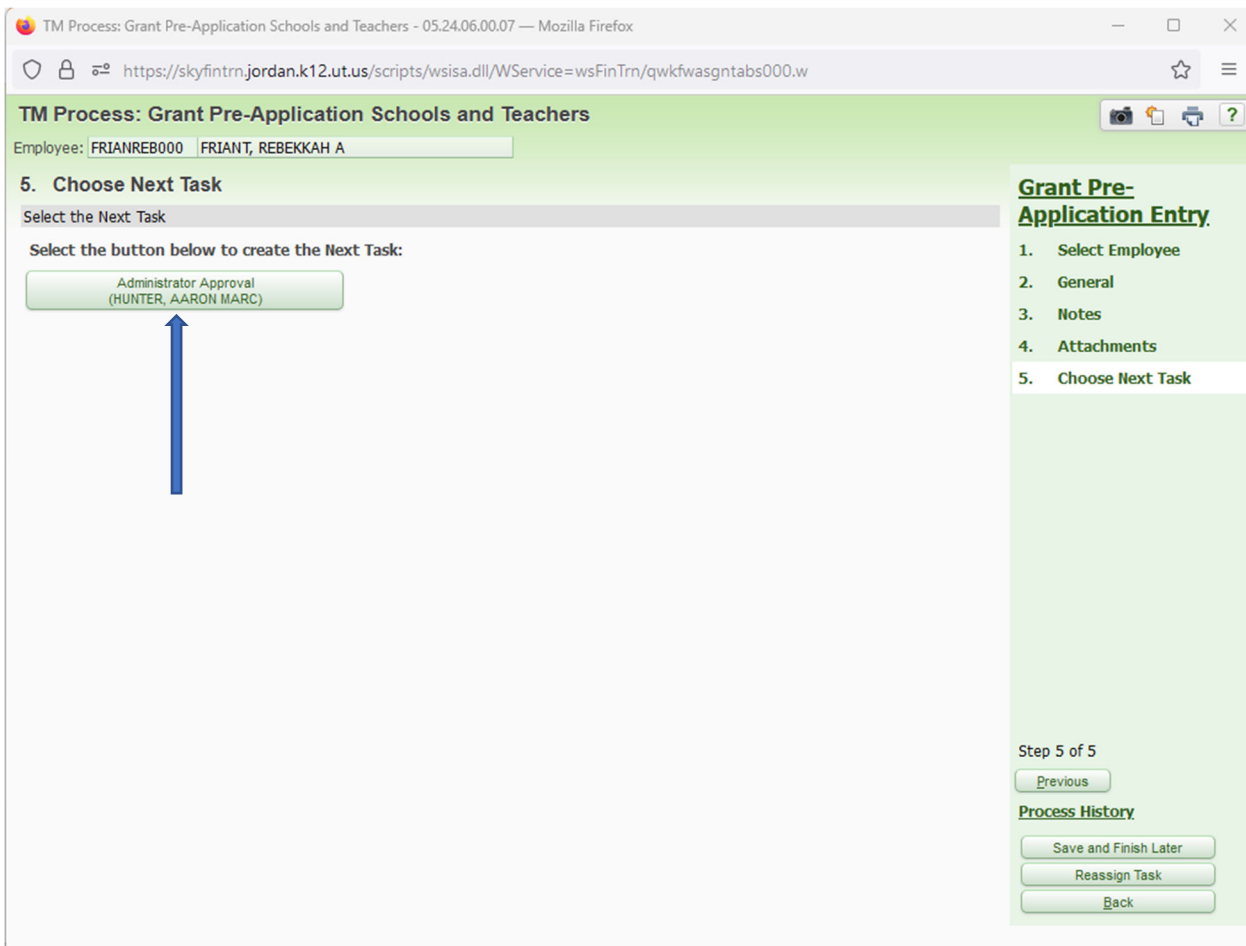 TM Process: Grant Pre-Application Schools and Teachers - 05.24.06.00.07 — Mozilla Firefox
https://skyfintrn.jordan.k12.ut.us/scripts/wsisa.dll/WService=wsFinTrn/qwkfwasgntabs000.w
TM Process: Grant Pre-Application Schools and Teachers
?
Employee: FRIANREB000 FRIANT, REBEKKAH A
5. Choose Next Task
Select the Next Task
Select the button below to create the Next Task:
Administrator Approval
(HUNTER, AARON MARC)
Grant Pre-
Application Entry
1. Select Employee
2. General
3. Notes
4. Attachments
5. Choose Next Task
Step 5 of 5
Previous
Process History
Save and Finish Later
Reassign Task
Back